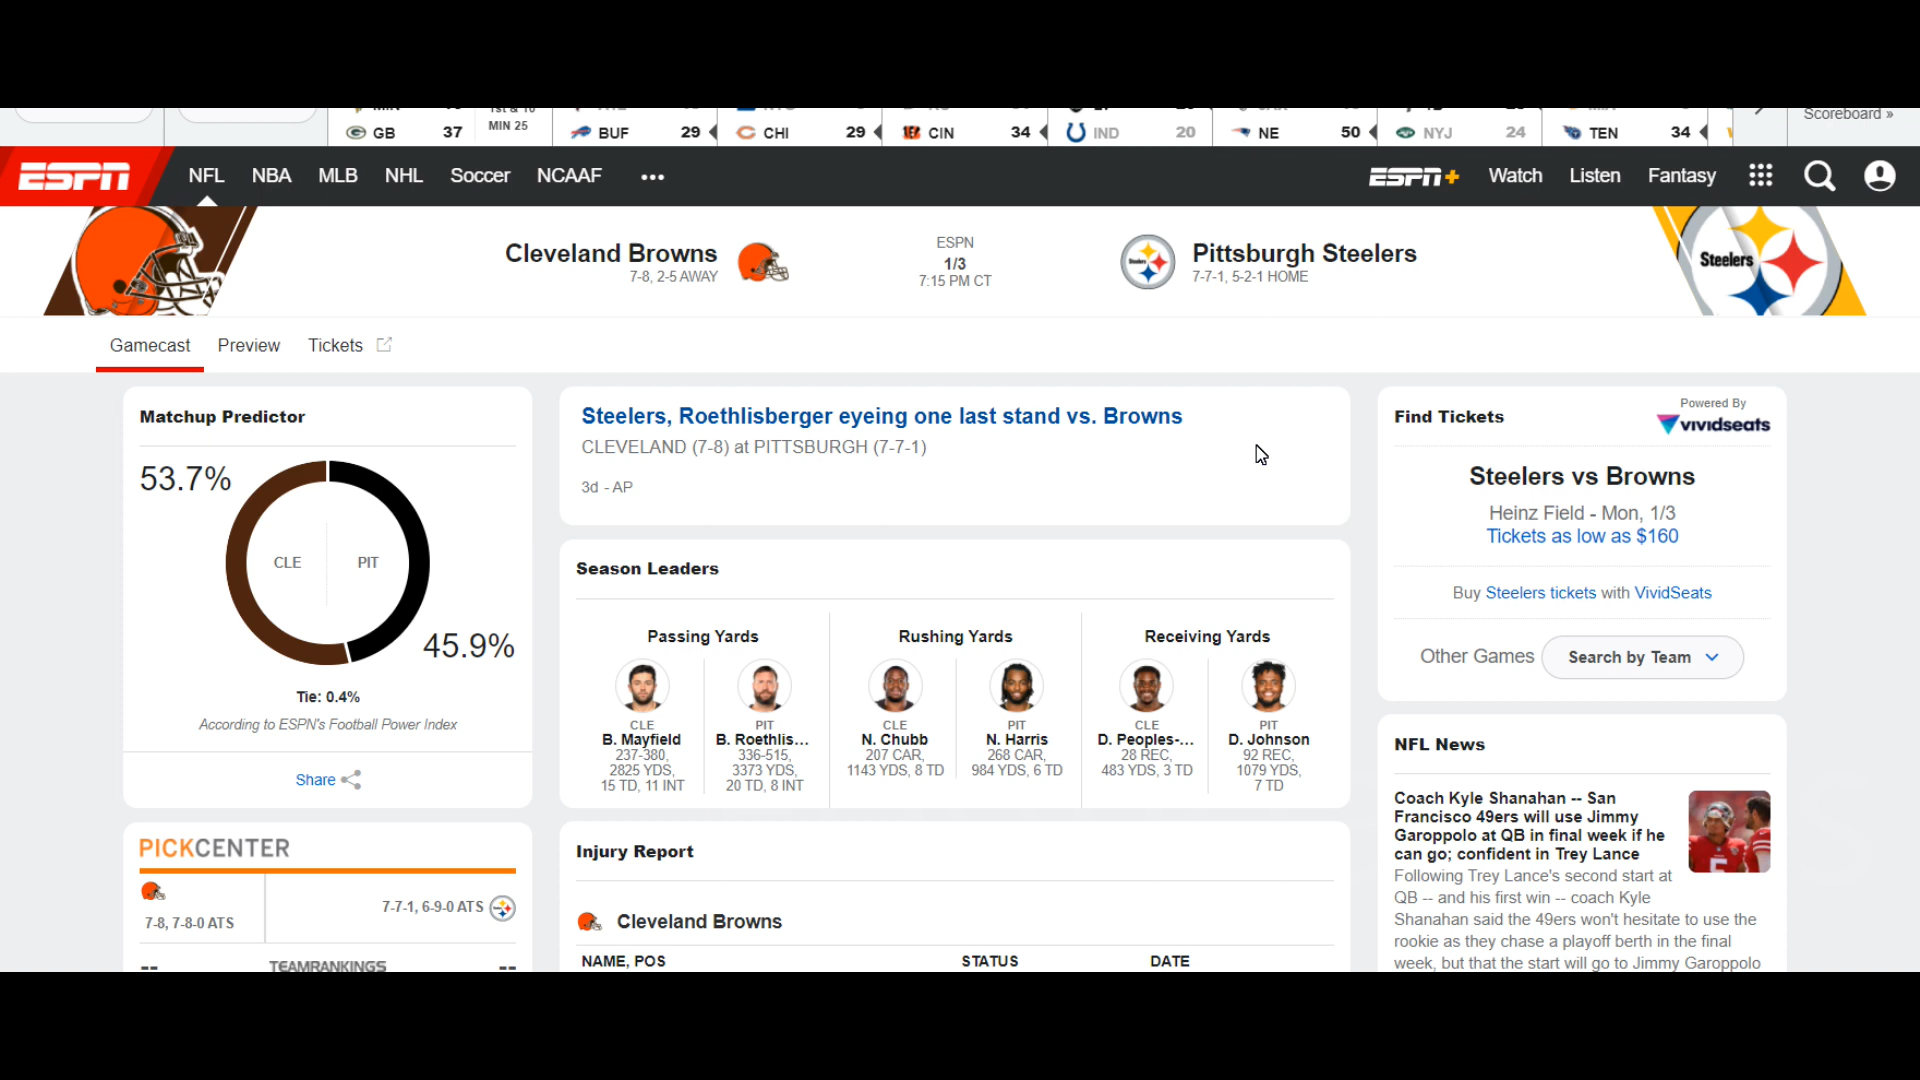 Scoreboard »
GB 37
MIN 25
BUF 29
CHI 29
CIN 34
IND 20
NE 50
NYJ 24
TEN 34
ESPN
NFL NBA MLB NHL Soccer NCAAF •••
ESPN+ Watch Listen Fantasy
Cleveland Browns
7-8, 2-5 AWAY
ESPN
1/3
7:15 PM CT
Steelers
Pittsburgh Steelers
7-7-1, 5-2-1 HOME
Steelers
Gamecast Preview Tickets
Matchup Predictor
53.7%
CLE PIT
45.9%
Tie: 0.4%
According to ESPN's Football Power Index
Share
PICKCENTER
7-8, 7-8-0 ATS
7-7-1, 6-9-0 ATS
-- TEAMRANKINGS --
Steelers, Roethlisberger eyeing one last stand vs. Browns
CLEVELAND (7-8) at PITTSBURGH (7-7-1)
3d - AP
Season Leaders
Passing Yards
CLE
B. Mayfield
237-380,
2825 YDS,
15 TD, 11 INT
PIT
B. Roethlis...
336-515,
3373 YDS,
20 TD, 8 INT
Rushing Yards
CLE
N. Chubb
207 CAR,
1143 YDS, 8 TD
PIT
N. Harris
268 CAR,
984 YDS, 6 TD
Receiving Yards
CLE
D. Peoples-...
28 REC,
483 YDS, 3 TD
PIT
D. Johnson
92 REC,
1079 YDS,
7 TD
Injury Report
Cleveland Browns
NAME, POS STATUS DATE
Find Tickets
Powered By
vividseats
Steelers vs Browns
Heinz Field - Mon, 1/3
Tickets as low as $160
Buy Steelers tickets with VividSeats
Other Games Search by Team
NFL News
Coach Kyle Shanahan -- San
Francisco 49ers will use Jimmy
Garoppolo at QB in final week if he
can go; confident in Trey Lance
Following Trey Lance's second start at
QB -- and his first win -- coach Kyle
Shanahan said the 49ers won't hesitate to use the
rookie as they chase a playoff berth in the final
week, but that the start will go to Jimmy Garoppolo